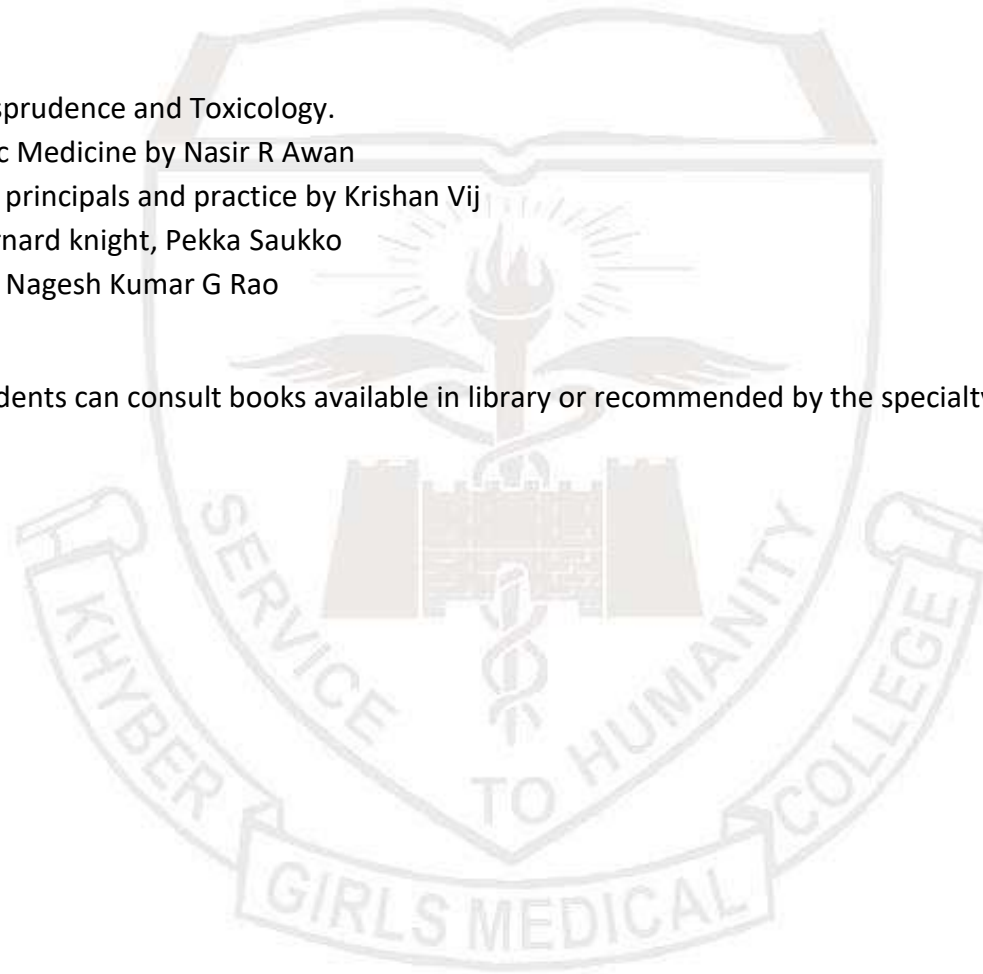 sprudence and Toxicology.
c Medicine by Nasir R Awan
principals and practice by Krishan Vij
rnard knight, Pekka Saukko
Nagesh Kumar G Rao
dents can consult books available in library or recommended by the specialty
SERVICE TO HUMANITY
KHYBER GIRLS MEDICAL COLLEGE